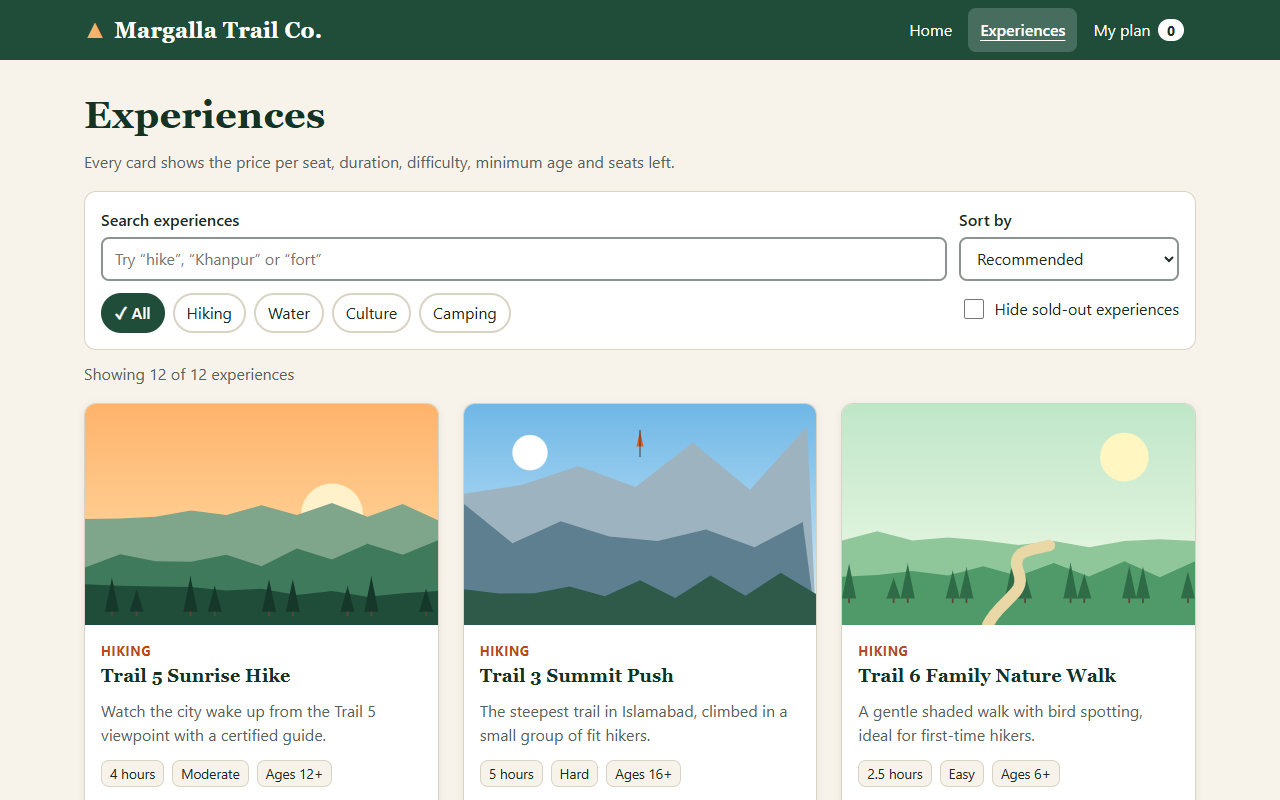 Margalla Trail Co.
Home
Experiences
My plan 0
Experiences
Every card shows the price per seat, duration, difficulty, minimum age and seats left.
Search experiences
Sort by
Try “hike”, “Khanpur” or “fort”
Recommended
✓ All
Hiking
Water
Culture
Camping
Hide sold-out experiences
Showing 12 of 12 experiences
HIKING
Trail 5 Sunrise Hike
Watch the city wake up from the Trail 5
viewpoint with a certified guide.
4 hours
Moderate
Ages 12+
HIKING
Trail 3 Summit Push
The steepest trail in Islamabad, climbed in a
small group of fit hikers.
5 hours
Hard
Ages 16+
HIKING
Trail 6 Family Nature Walk
A gentle shaded walk with bird spotting,
ideal for first-time hikers.
2.5 hours
Easy
Ages 6+